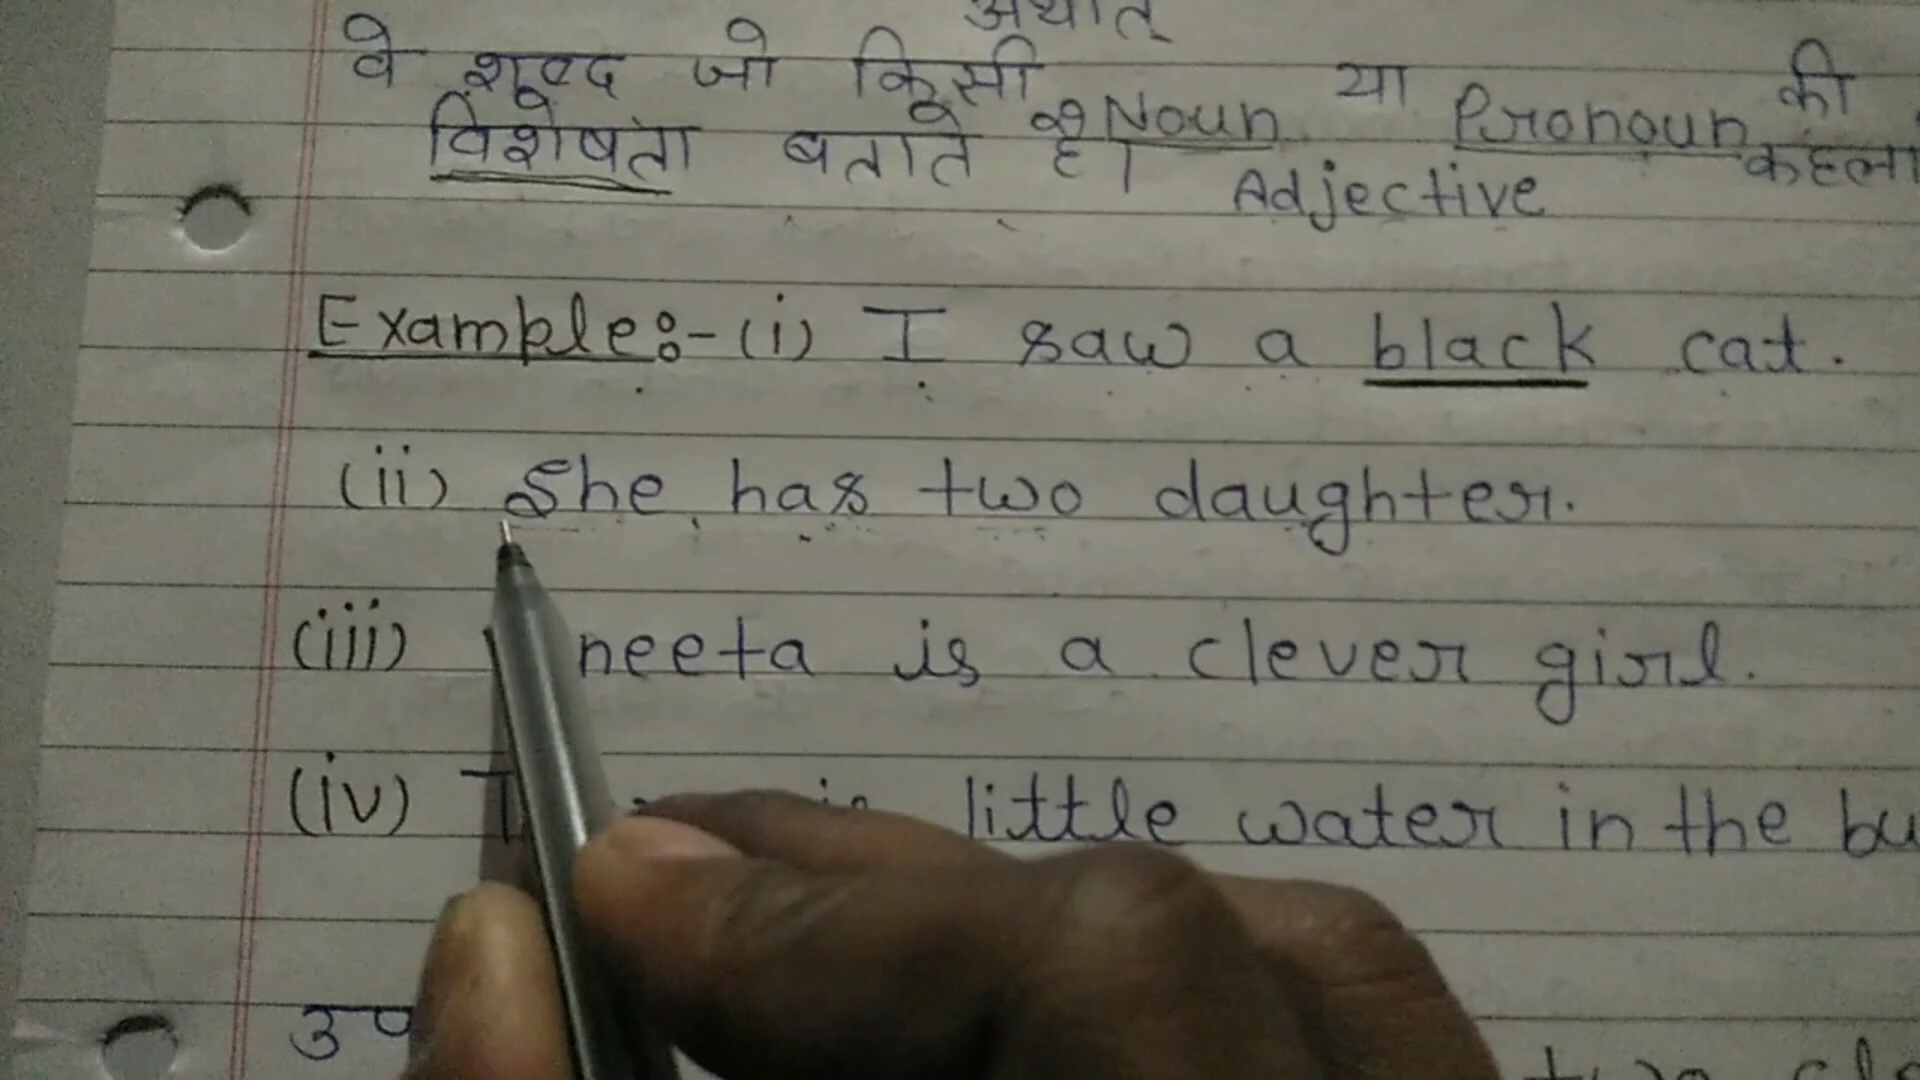 अर्थात्
वे शब्द जो किसी Noun या Pronoun की
विशेषता बताते है। वे Adjective
Example:- (i) I saw a black cat.
(ii) She has two daughter.
(iii) neeta is a clever girl.
(iv) little water in the
two